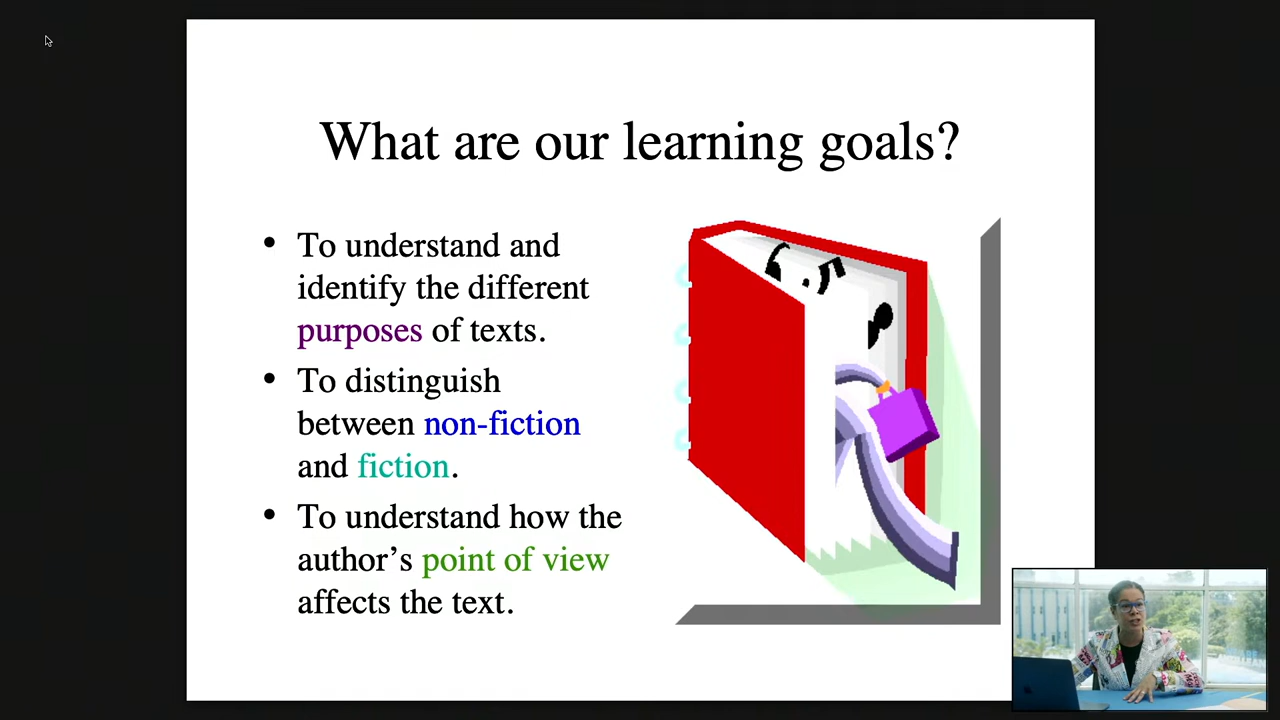 What are our learning goals?
• To understand and
identify the different
purposes of texts.
• To distinguish
between non-fiction
and fiction.
• To understand how the
author’s point of view
affects the text.